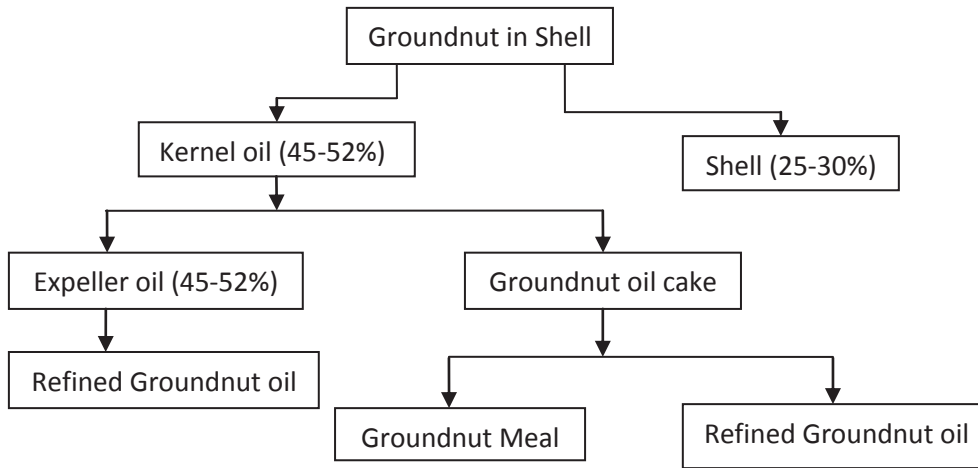 Groundnut in Shell
Kernel oil (45-52%)
Shell (25-30%)
Expeller oil (45-52%)
Groundnut oil cake
Refined Groundnut oil
Groundnut Meal
Refined Groundnut oil